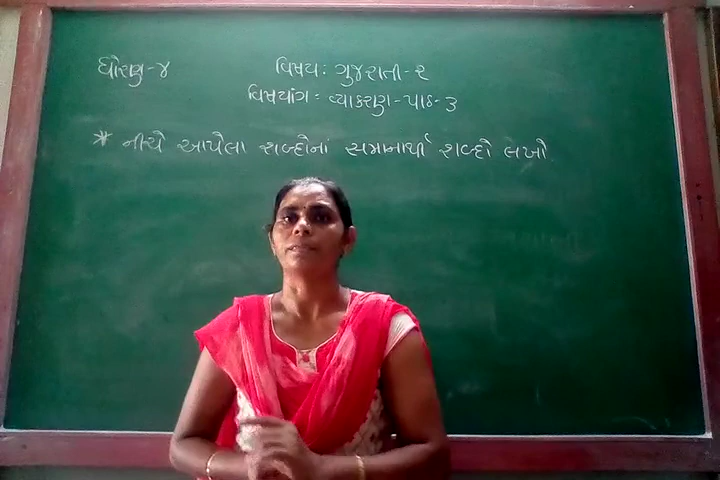 ધોરણ-૪
વિષય: ગુજરાતી-૨
વિષયાંગ: વ્યાકરણ-પાઠ-૩
* નીચે આપેલા શબ્દોનાં સમાનાર્થી શબ્દો લખો